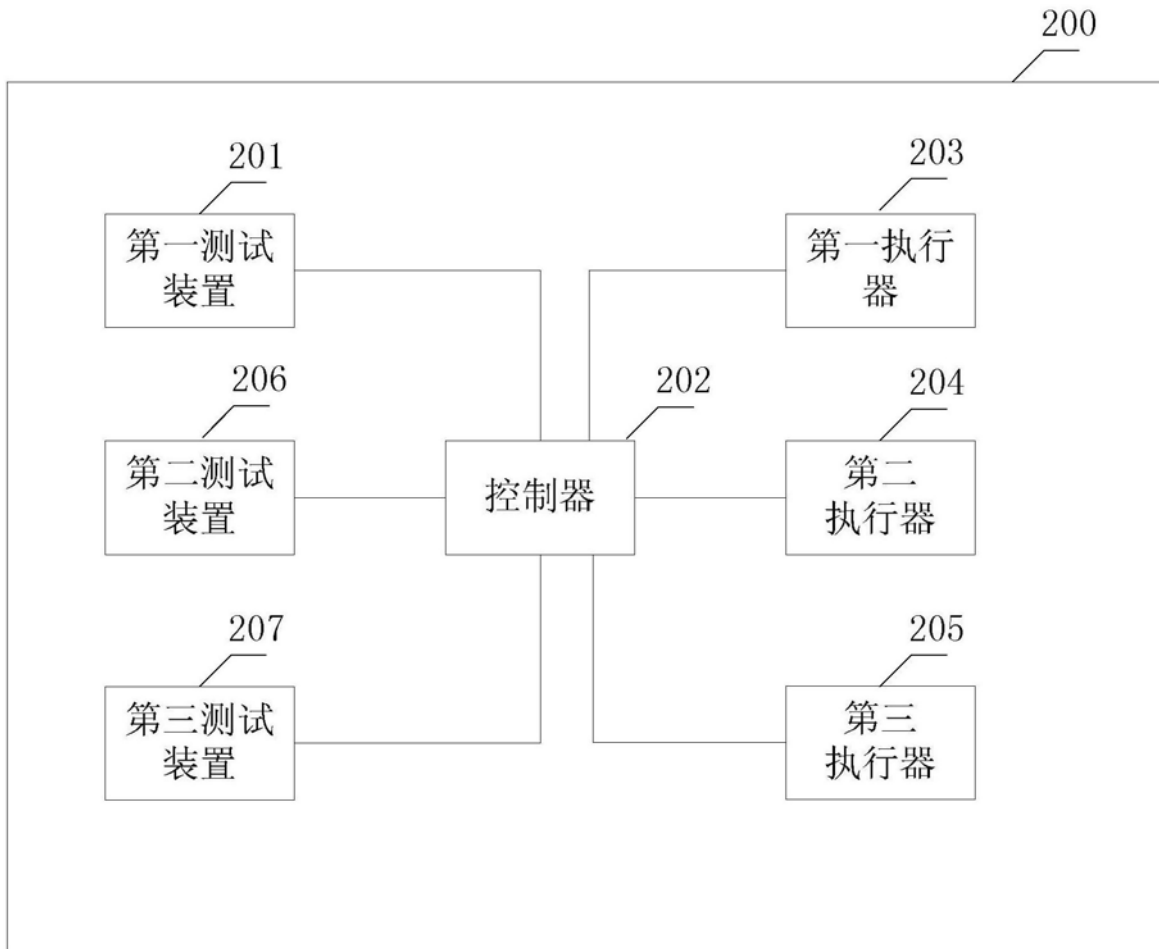 200
201
第一测试
装置
203
第一执行
器
206
第二测试
装置
202
控制器
204
第二
执行器
207
第三测试
装置
205
第三
执行器